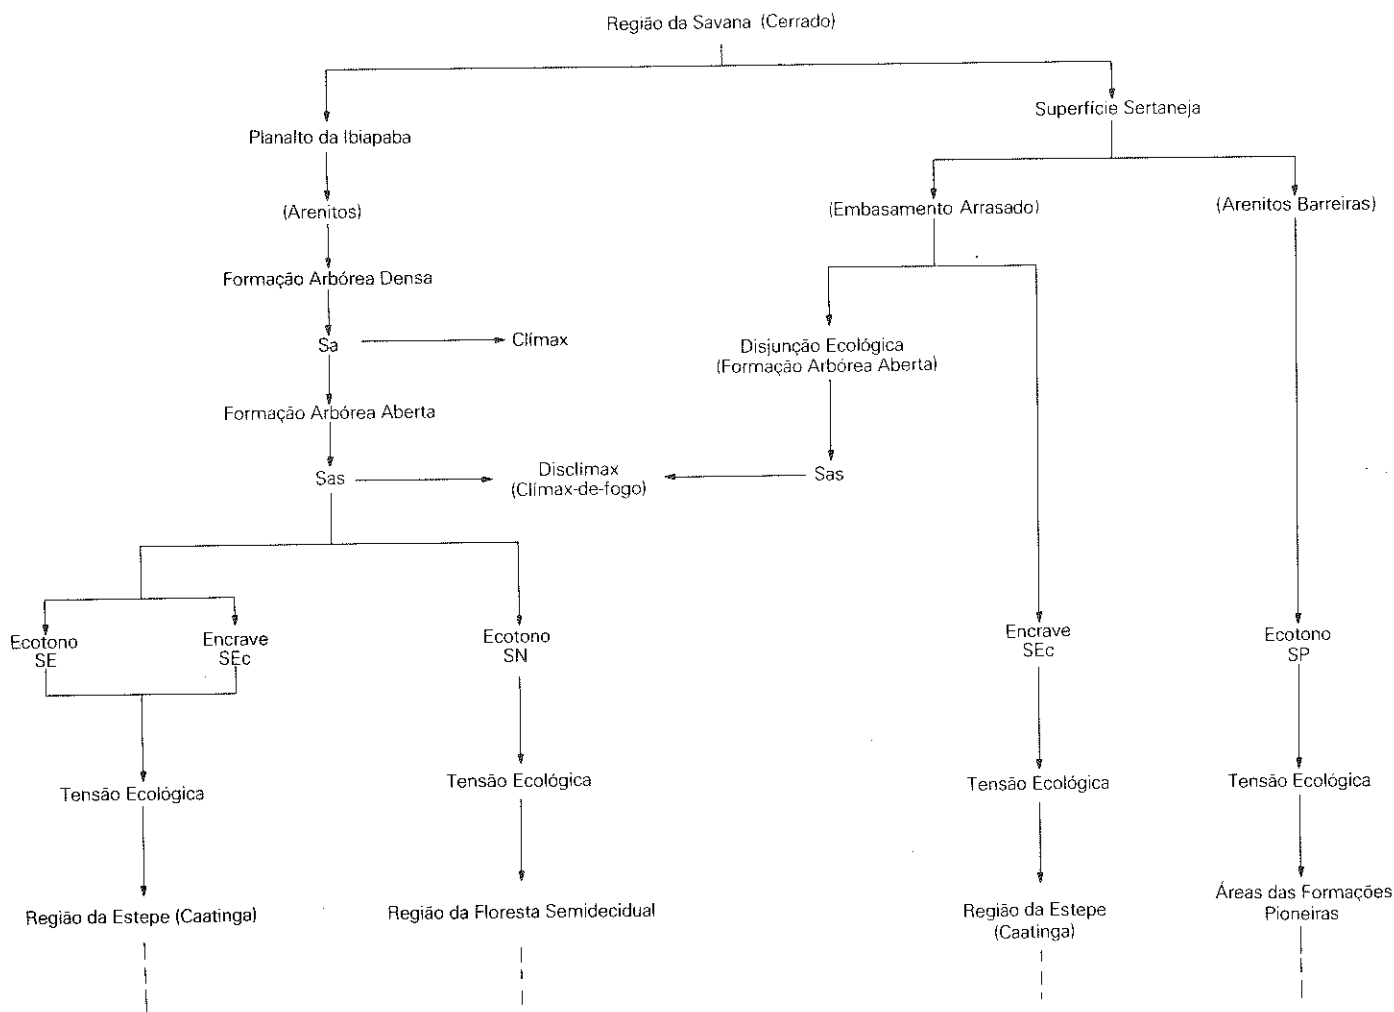 Região da Savana (Cerrado)
Planalto da Ibiapaba
Superfície Sertaneja
(Arenitos)
(Embasamento Arrasado)
(Arenitos Barreiras)
Formação Arbórea Densa
Sa
Clímax
Disjunção Ecológica
(Formação Arbórea Aberta)
Formação Arbórea Aberta
Sas
Disclimax
(Clímax-de-fogo)
Sas
Ecotono
SE
Encrave
SEc
Ecotono
SN
Encrave
SEc
Ecotono
SP
Tensão Ecológica
Tensão Ecológica
Tensão Ecológica
Tensão Ecológica
Região da Estepe (Caatinga)
Região da Floresta Semidecidual
Região da Estepe
(Caatinga)
Áreas das Formações
Pioneiras